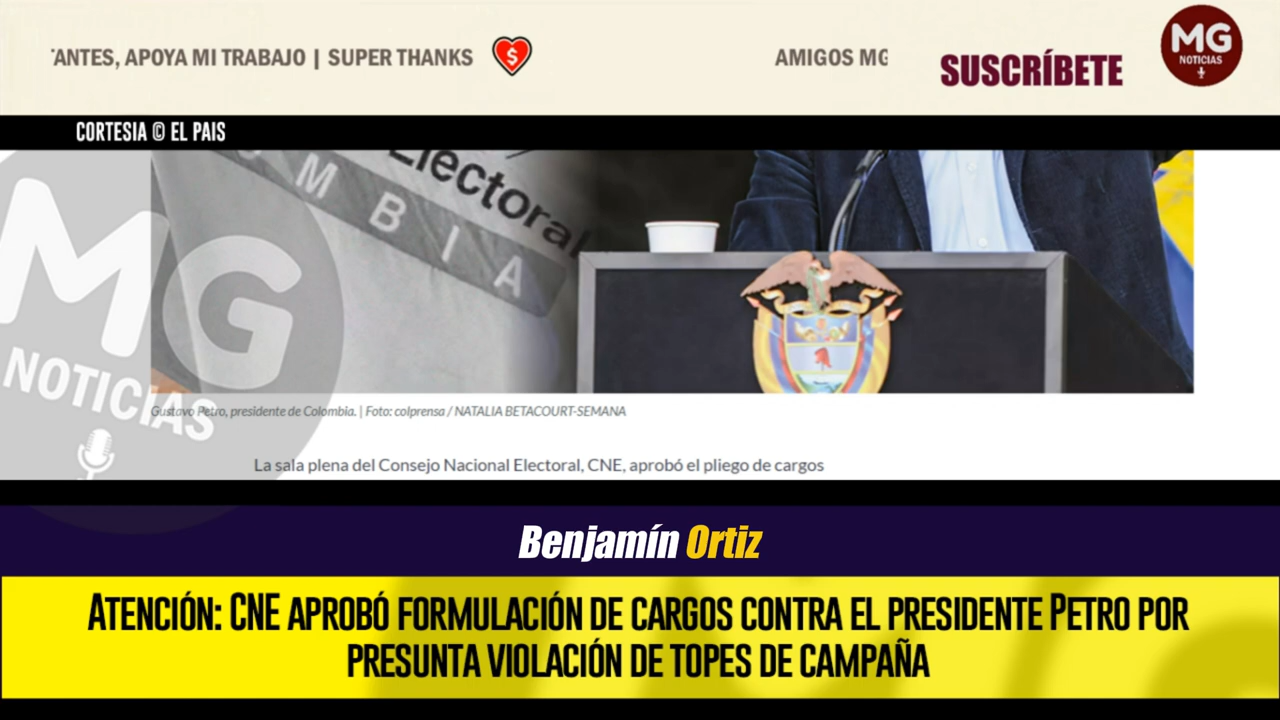 TANTES, APOYA MI TRABAJO | SUPER THANKS
AMIGOS MG
SUSCRÍBETE
MG
NOTICIAS
CORTESIA © EL PAIS
Electoral
MBIA
MG
NOTICIAS
Gustavo Petro, presidente de Colombia. | Foto: colprensa / NATALIA BETACOURT-SEMANA
La sala plena del Consejo Nacional Electoral, CNE, aprobó el pliego de cargos
Benjamín Ortiz
ATENCIÓN: CNE APROBÓ FORMULACIÓN DE CARGOS CONTRA EL PRESIDENTE PETRO POR
PRESUNTA VIOLACIÓN DE TOPES DE CAMPAÑA